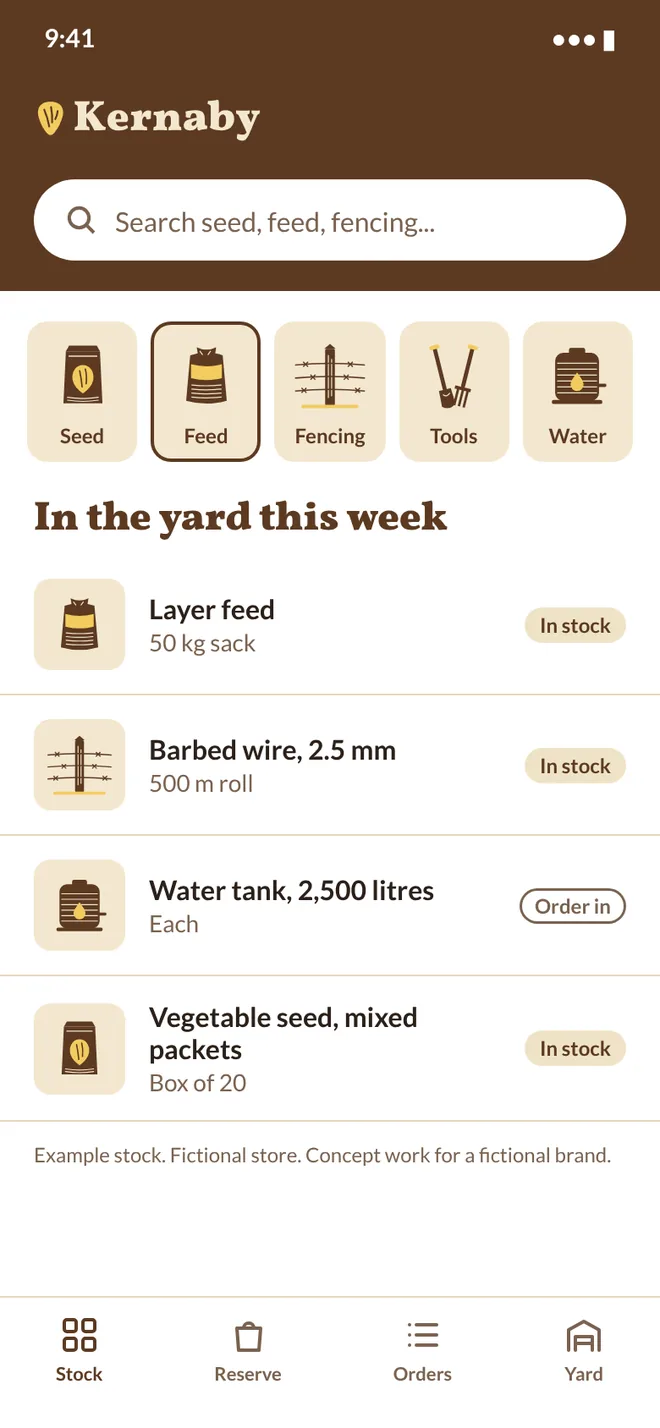 9:41
Kernaby
Search seed, feed, fencing...
Seed
Feed
Fencing
Tools
Water
In the yard this week
Layer feed
50 kg sack
In stock
Barbed wire, 2.5 mm
500 m roll
In stock
Water tank, 2,500 litres
Each
Order in
Vegetable seed, mixed
packets
Box of 20
In stock
Example stock. Fictional store. Concept work for a fictional brand.
Stock
Reserve
Orders
Yard